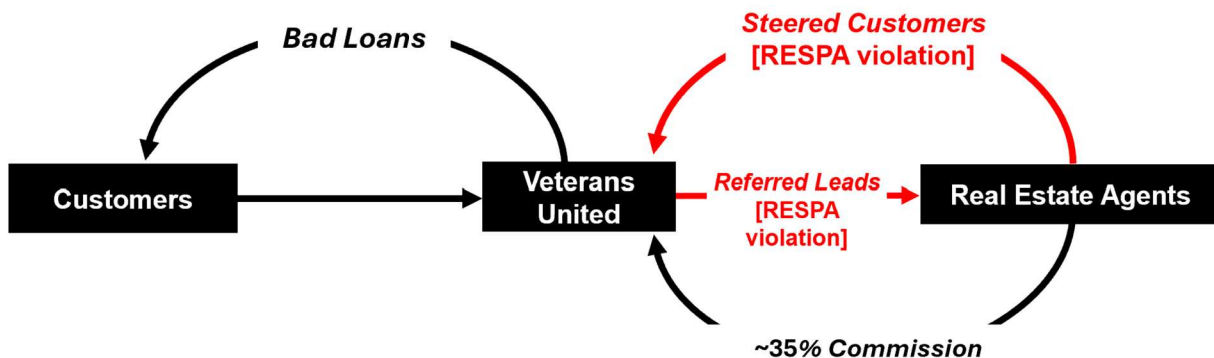 Bad Loans
Steered Customers
[RESPA violation]
Customers
Veterans
United
Referred Leads
[RESPA
violation]
Real Estate Agents
~35% Commission